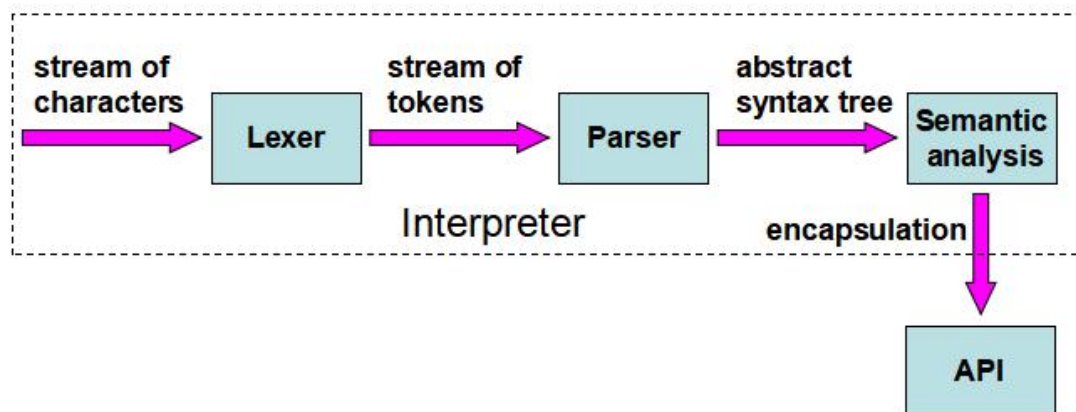 stream of
characters
Lexer
stream of
tokens
Parser
abstract
syntax tree
Semantic
analysis
Interpreter
encapsulation
API